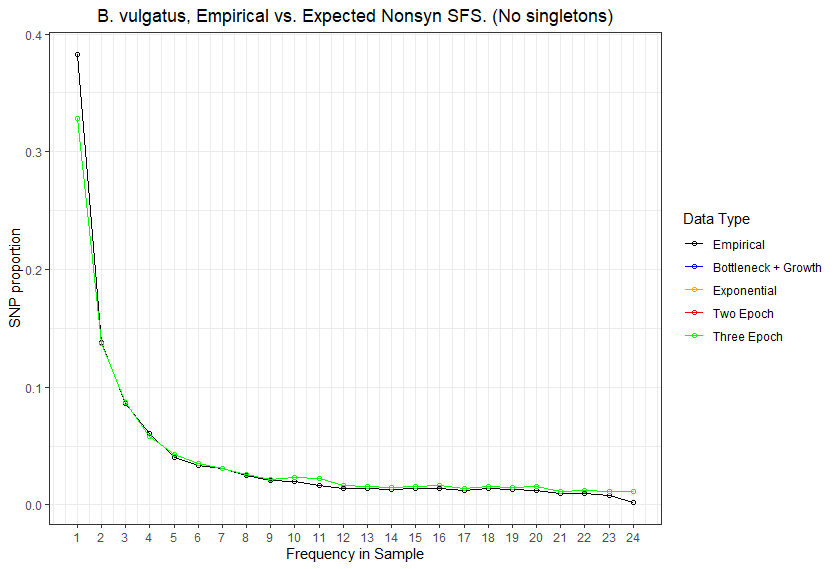 B. vulgatus, Empirical vs. Expected Nonsyn SFS. (No singletons)
0.4
0.3
0.2
0.1
0.0
SNP proportion
1 2 3 4 5 6 7 8 9 10 11 12 13 14 15 16 17 18 19 20 21 22 23 24
Frequency in Sample
Data Type
Empirical
Bottleneck + Growth
Exponential
Two Epoch
Three Epoch